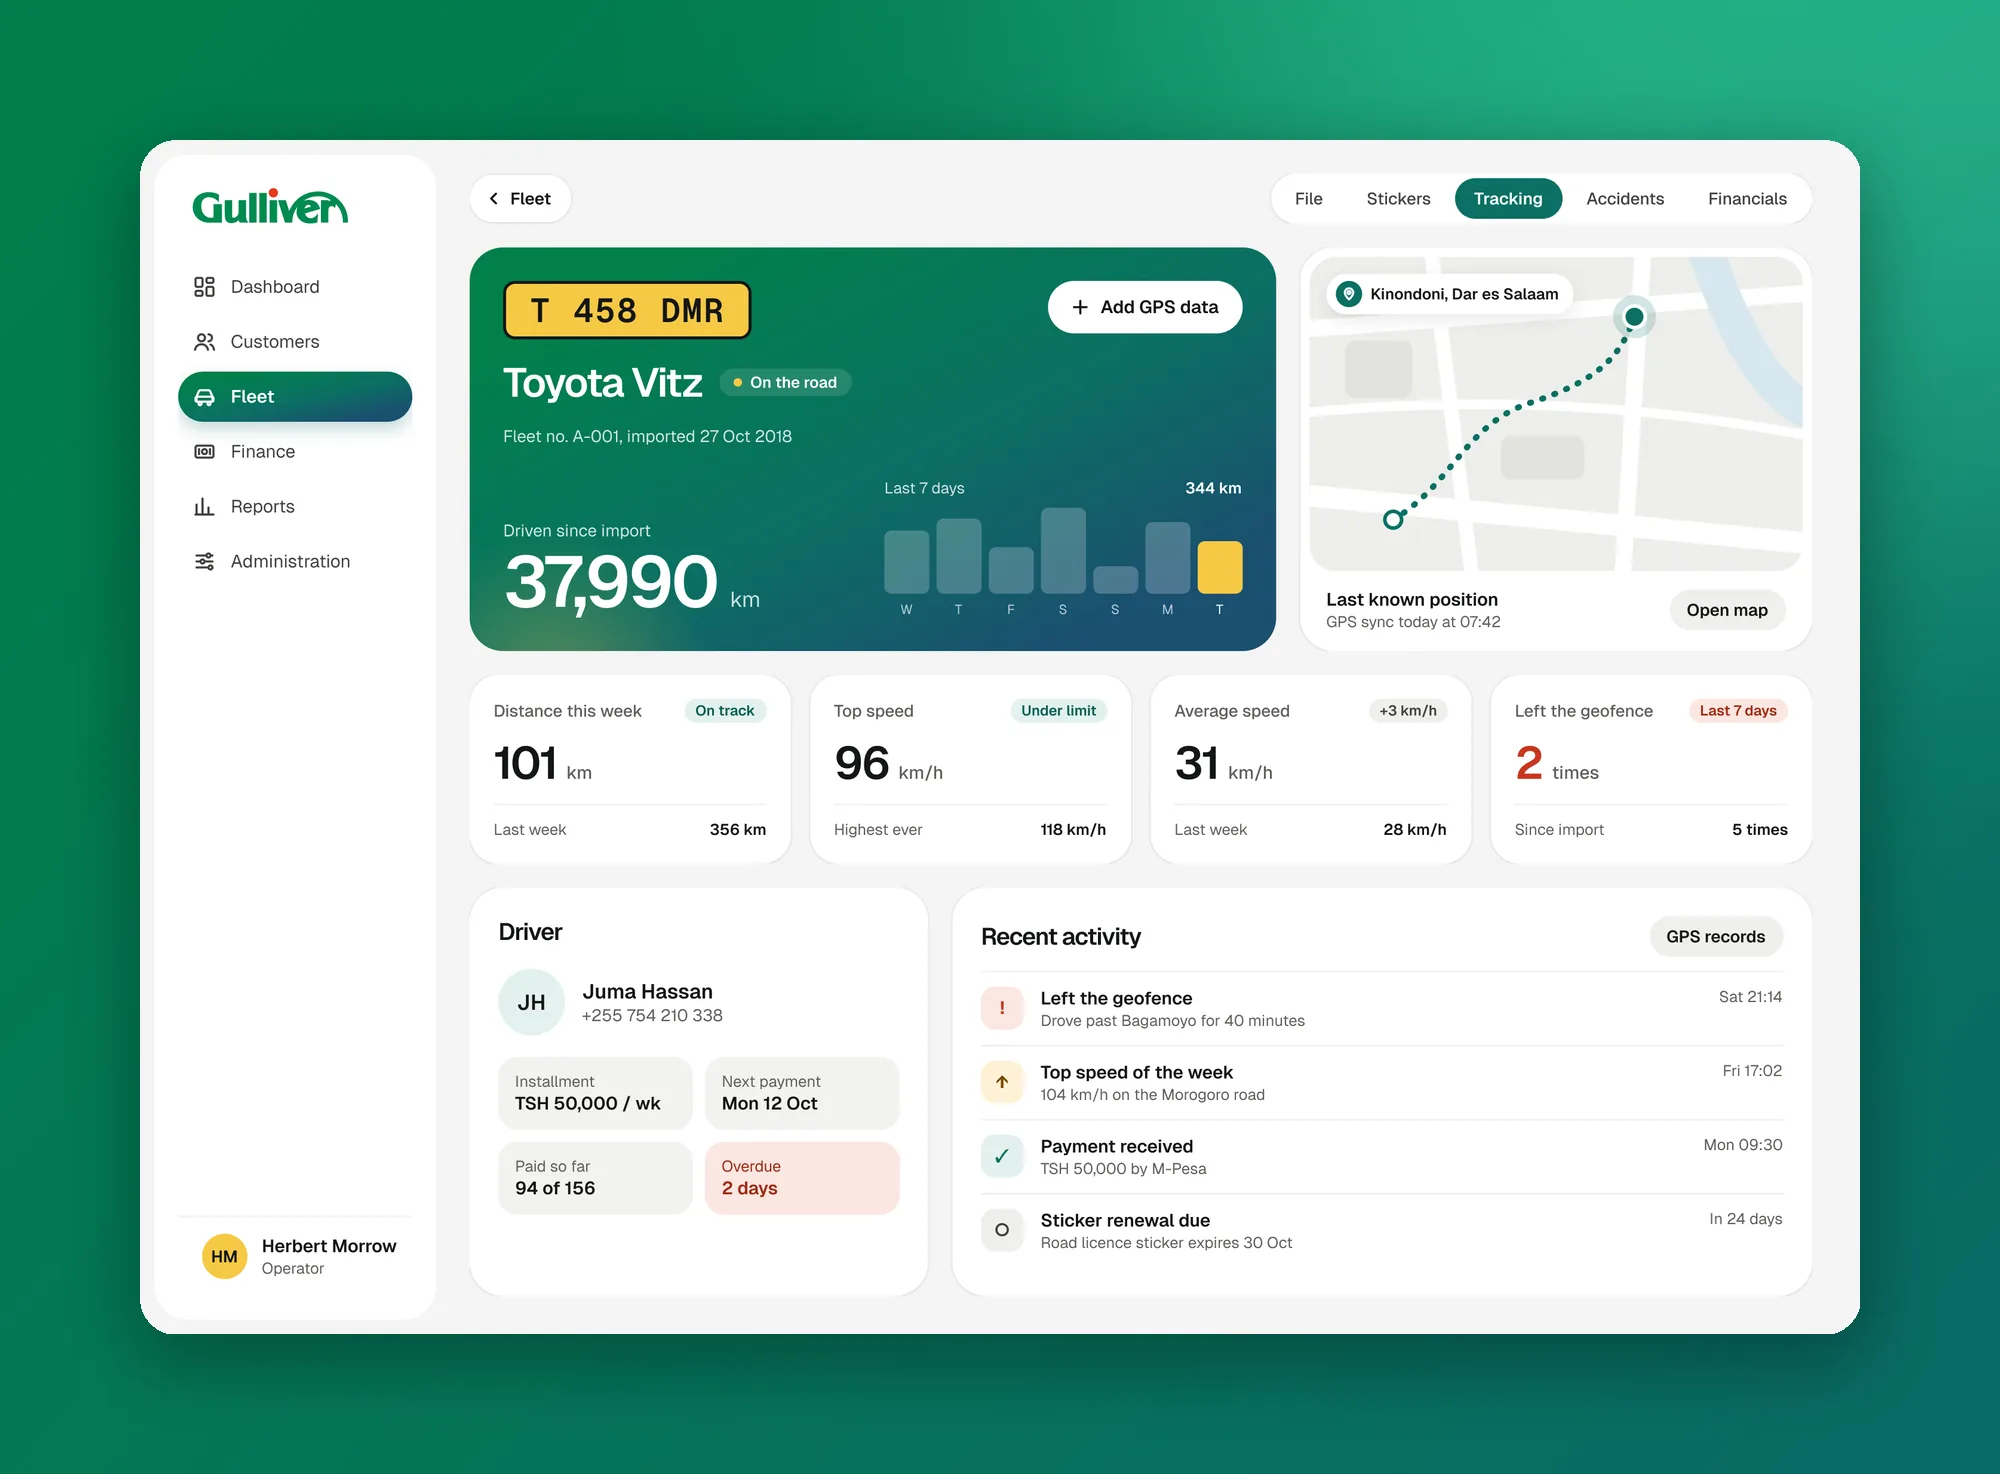 Gulliver
Dashboard
Customers
Fleet
Finance
Reports
Administration
HM
Herbert Morrow
Operator
Fleet
File
Stickers
Tracking
Accidents
Financials
T 458 DMR
Add GPS data
Toyota Vitz
On the road
Fleet no. A-001, imported 27 Oct 2018
Driven since import
37,990 km
Last 7 days
344 km
W T F S S M T
Kinondoni, Dar es Salaam
Last known position
GPS sync today at 07:42
Open map
Distance this week
On track
101 km
Last week
356 km
Top speed
Under limit
96 km/h
Highest ever
118 km/h
Average speed
+3 km/h
31 km/h
Last week
28 km/h
Left the geofence
Last 7 days
2 times
Since import
5 times
Driver
JH
Juma Hassan
+255 754 210 338
Installment
TSH 50,000 / wk
Next payment
Mon 12 Oct
Paid so far
94 of 156
Overdue
2 days
Recent activity
GPS records
!
Left the geofence
Drove past Bagamoyo for 40 minutes
Sat 21:14
Top speed of the week
104 km/h on the Morogoro road
Fri 17:02
Payment received
TSH 50,000 by M-Pesa
Mon 09:30
Sticker renewal due
Road licence sticker expires 30 Oct
In 24 days